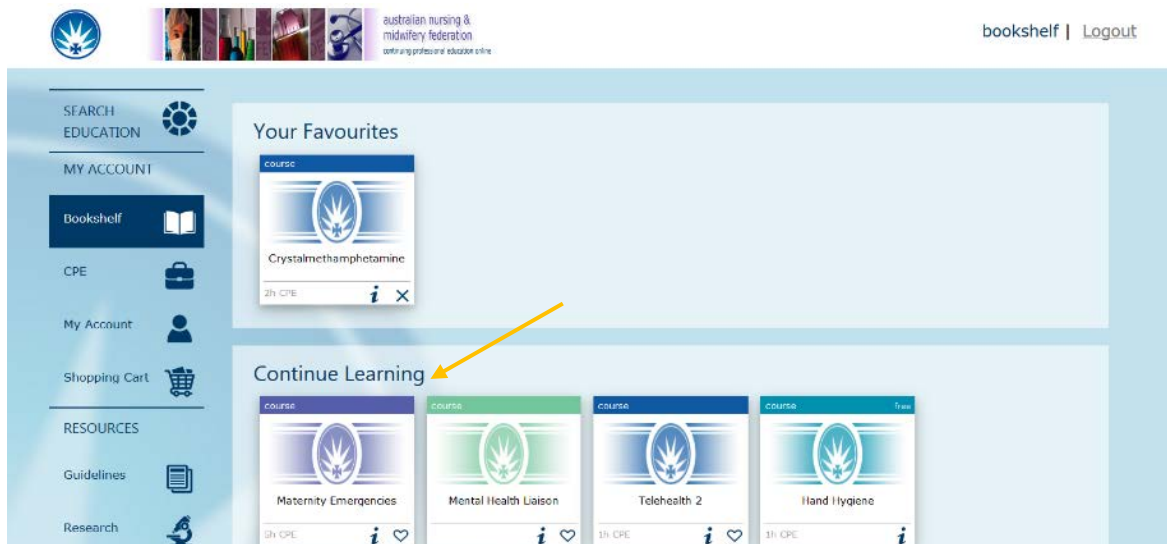 australian nursing &
midwifery federation
continuing professional education online
bookshelf | Logout
SEARCH
EDUCATION
MY ACCOUNT
Bookshelf
CPE
My Account
Shopping Cart
RESOURCES
Guidelines
Research
Your Favourites
course
Crystalmethamphetamine
2h CPE
i
Continue Learning
course
Maternity Emergencies
5h CPE
i
course
Mental Health Liaison
i
course
Telehealth 2
1h CPE
i
course free
Hand Hygiene
1h CPE
i